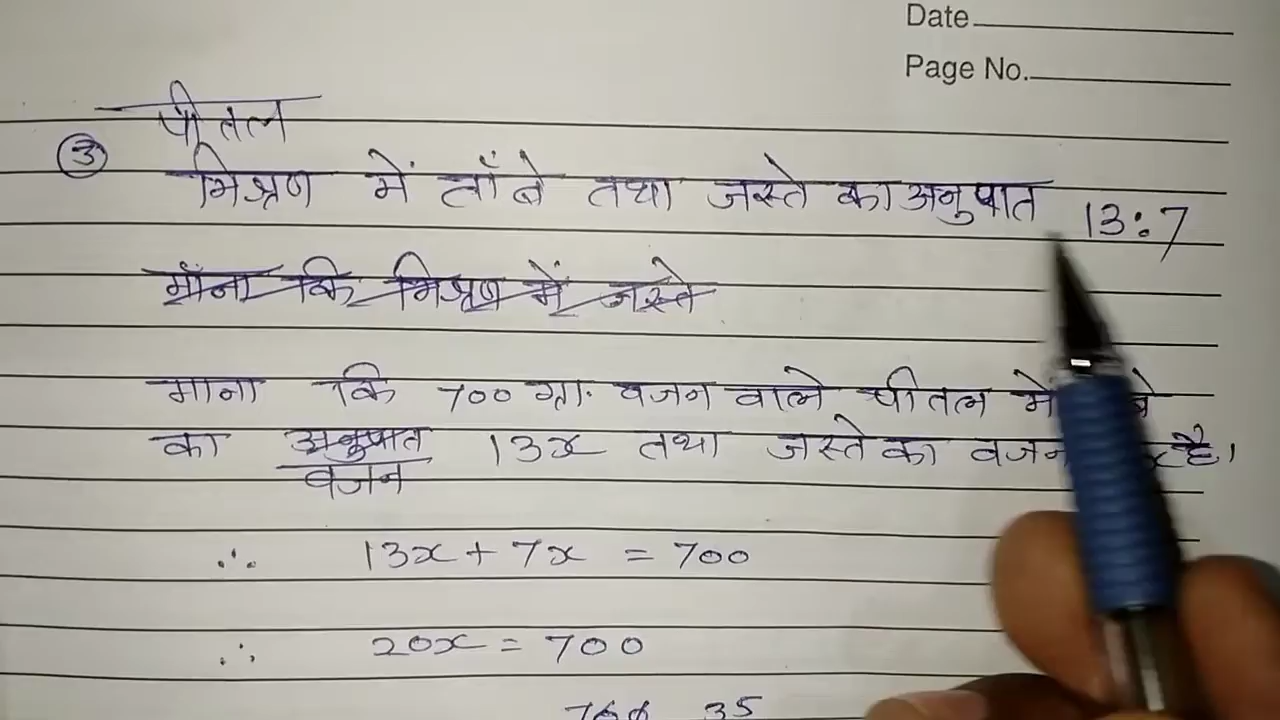 Date
Page No.
पीतल
③ मिश्रण में ताँबे तथा जस्ते का अनुपात 13:7
माँना कि मिश्रण में जस्ते
माना कि 700 ग्रा. वजन वाले पीतल में बे
का अनुपात 13x तथा जस्ते का वजन x है।
वजन
∴ 13x + 7x = 700
∴ 20x = 700
700 35